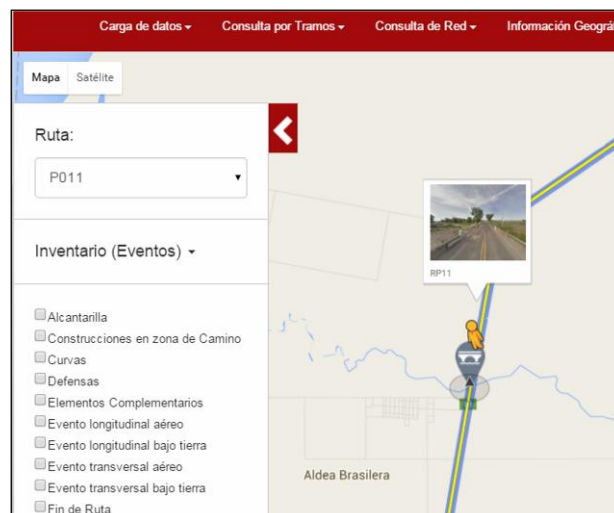 Carga de datos Consulta por Tramos Consulta de Red Información Geográf
Mapa Satélite
Ruta:
P011
Inventario (Eventos)
Alcantarilla
Construcciones en zona de Camino
Curvas
Defensas
Elementos Complementarios
Evento longitudinal aéreo
Evento longitudinal bajo tierra
Evento transversal aéreo
Evento transversal bajo tierra
Fin de Ruta
RP11
Aldea Brasilera